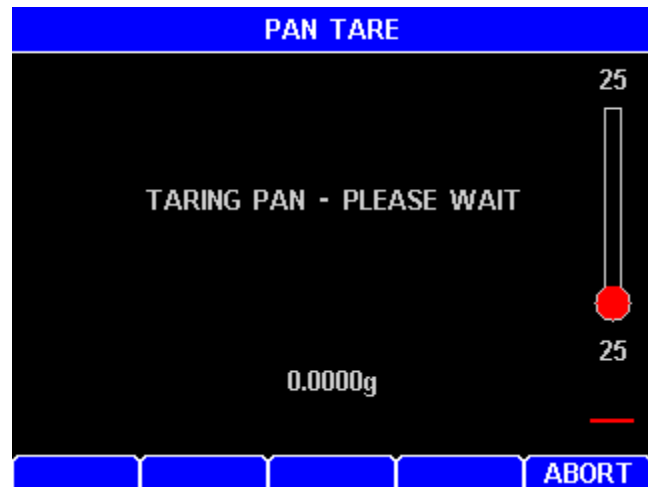 PAN TARE
25
TARING PAN - PLEASE WAIT
25
0.0000g
ABORT